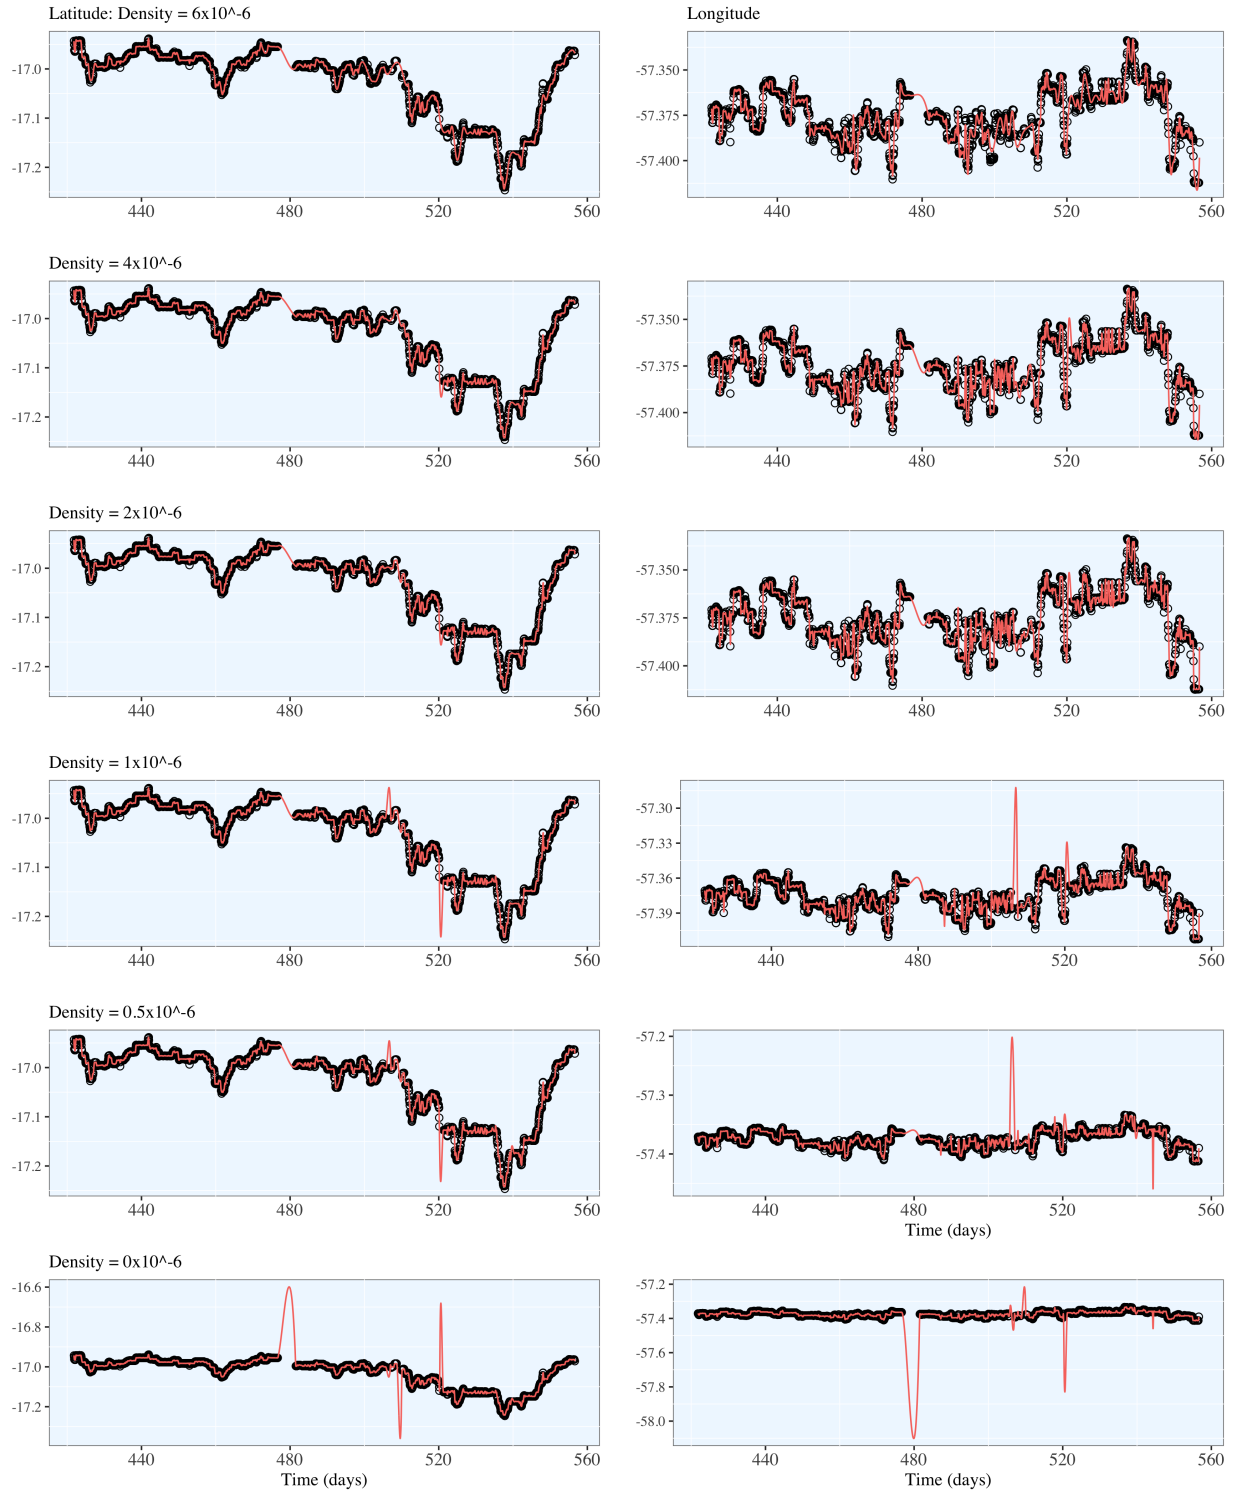 Latitude: Density = 6x10^-6
Longitude
-17.0
-17.1
-17.2
440 480 520 560
-57.350
-57.375
-57.400
440 480 520 560
Density = 4x10^-6
-17.0
-17.1
-17.2
440 480 520 560
-57.350
-57.375
-57.400
440 480 520 560
Density = 2x10^-6
-17.0
-17.1
-17.2
440 480 520 560
-57.350
-57.375
-57.400
440 480 520 560
Density = 1x10^-6
-17.0
-17.1
-17.2
440 480 520 560
-57.30
-57.33
-57.36
-57.39
440 480 520 560
Density = 0.5x10^-6
-17.0
-17.1
-17.2
440 480 520 560
-57.2
-57.3
-57.4
440 480 520 560
Time (days)
Density = 0x10^-6
-16.6
-16.8
-17.0
-17.2
440 480 520 560
Time (days)
-57.2
-57.4
-57.6
-57.8
-58.0
440 480 520 560
Time (days)